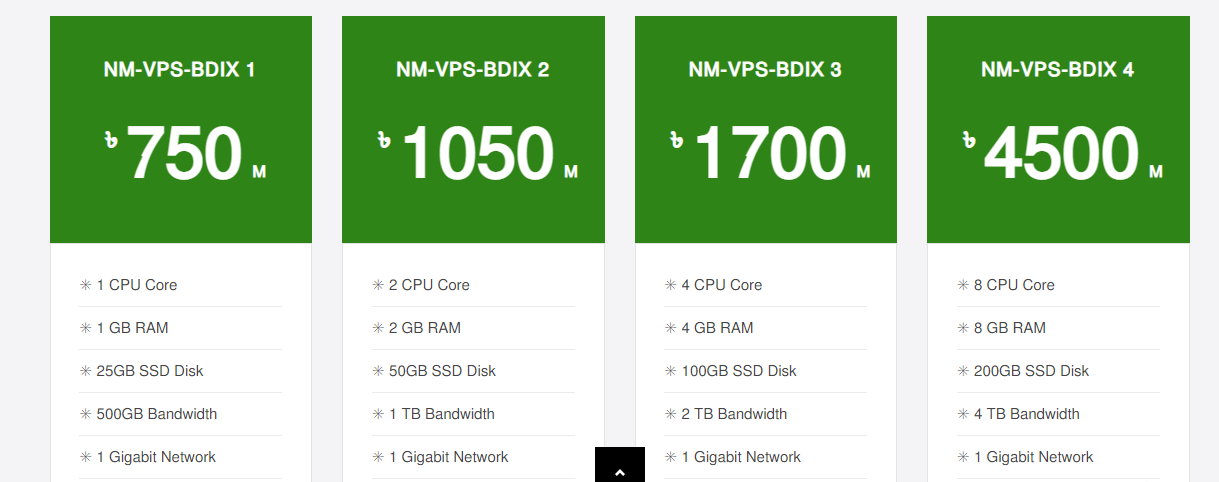 NM-VPS-BDIX 1
৳ 750 M
✳ 1 CPU Core
✳ 1 GB RAM
✳ 25GB SSD Disk
✳ 500GB Bandwidth
✳ 1 Gigabit Network
NM-VPS-BDIX 2
৳ 1050 M
✳ 2 CPU Core
✳ 2 GB RAM
✳ 50GB SSD Disk
✳ 1 TB Bandwidth
✳ 1 Gigabit Network
NM-VPS-BDIX 3
৳ 1700 M
✳ 4 CPU Core
✳ 4 GB RAM
✳ 100GB SSD Disk
✳ 2 TB Bandwidth
✳ 1 Gigabit Network
NM-VPS-BDIX 4
৳ 4500 M
✳ 8 CPU Core
✳ 8 GB RAM
✳ 200GB SSD Disk
✳ 4 TB Bandwidth
✳ 1 Gigabit Network